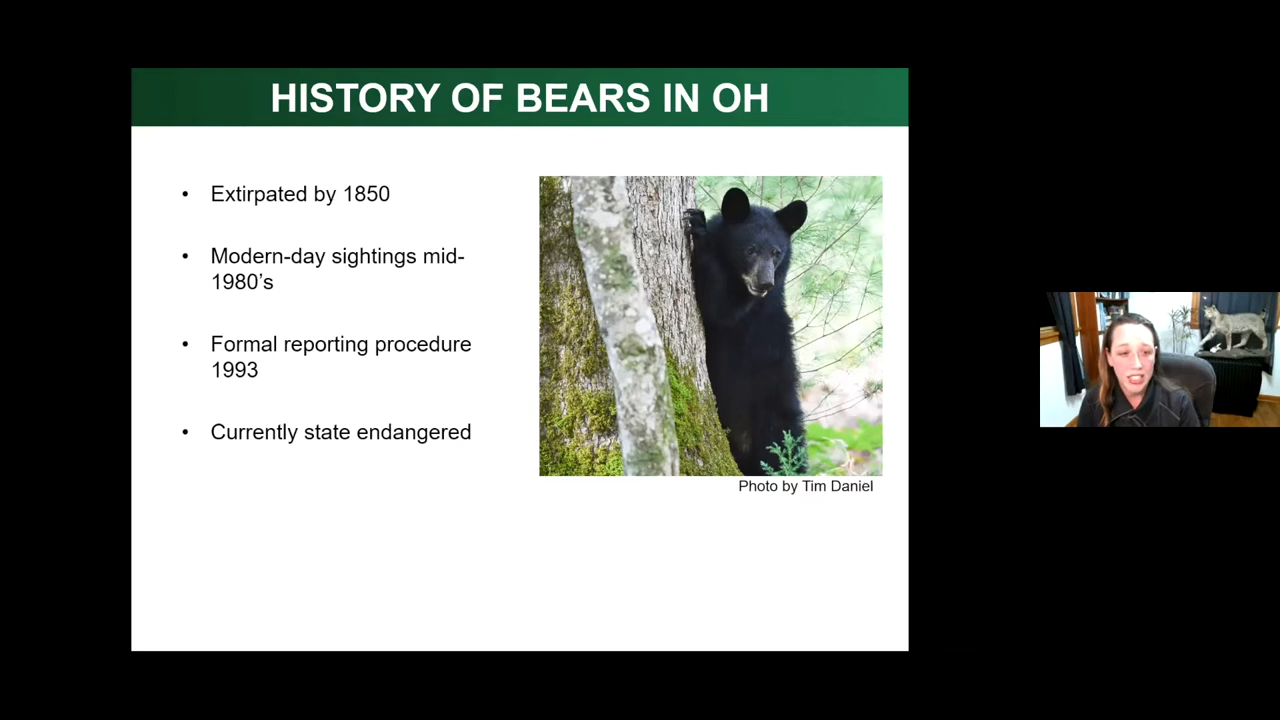 HISTORY OF BEARS IN OH
• Extirpated by 1850
• Modern-day sightings mid-
1980’s
• Formal reporting procedure
1993
• Currently state endangered
Photo by Tim Daniel